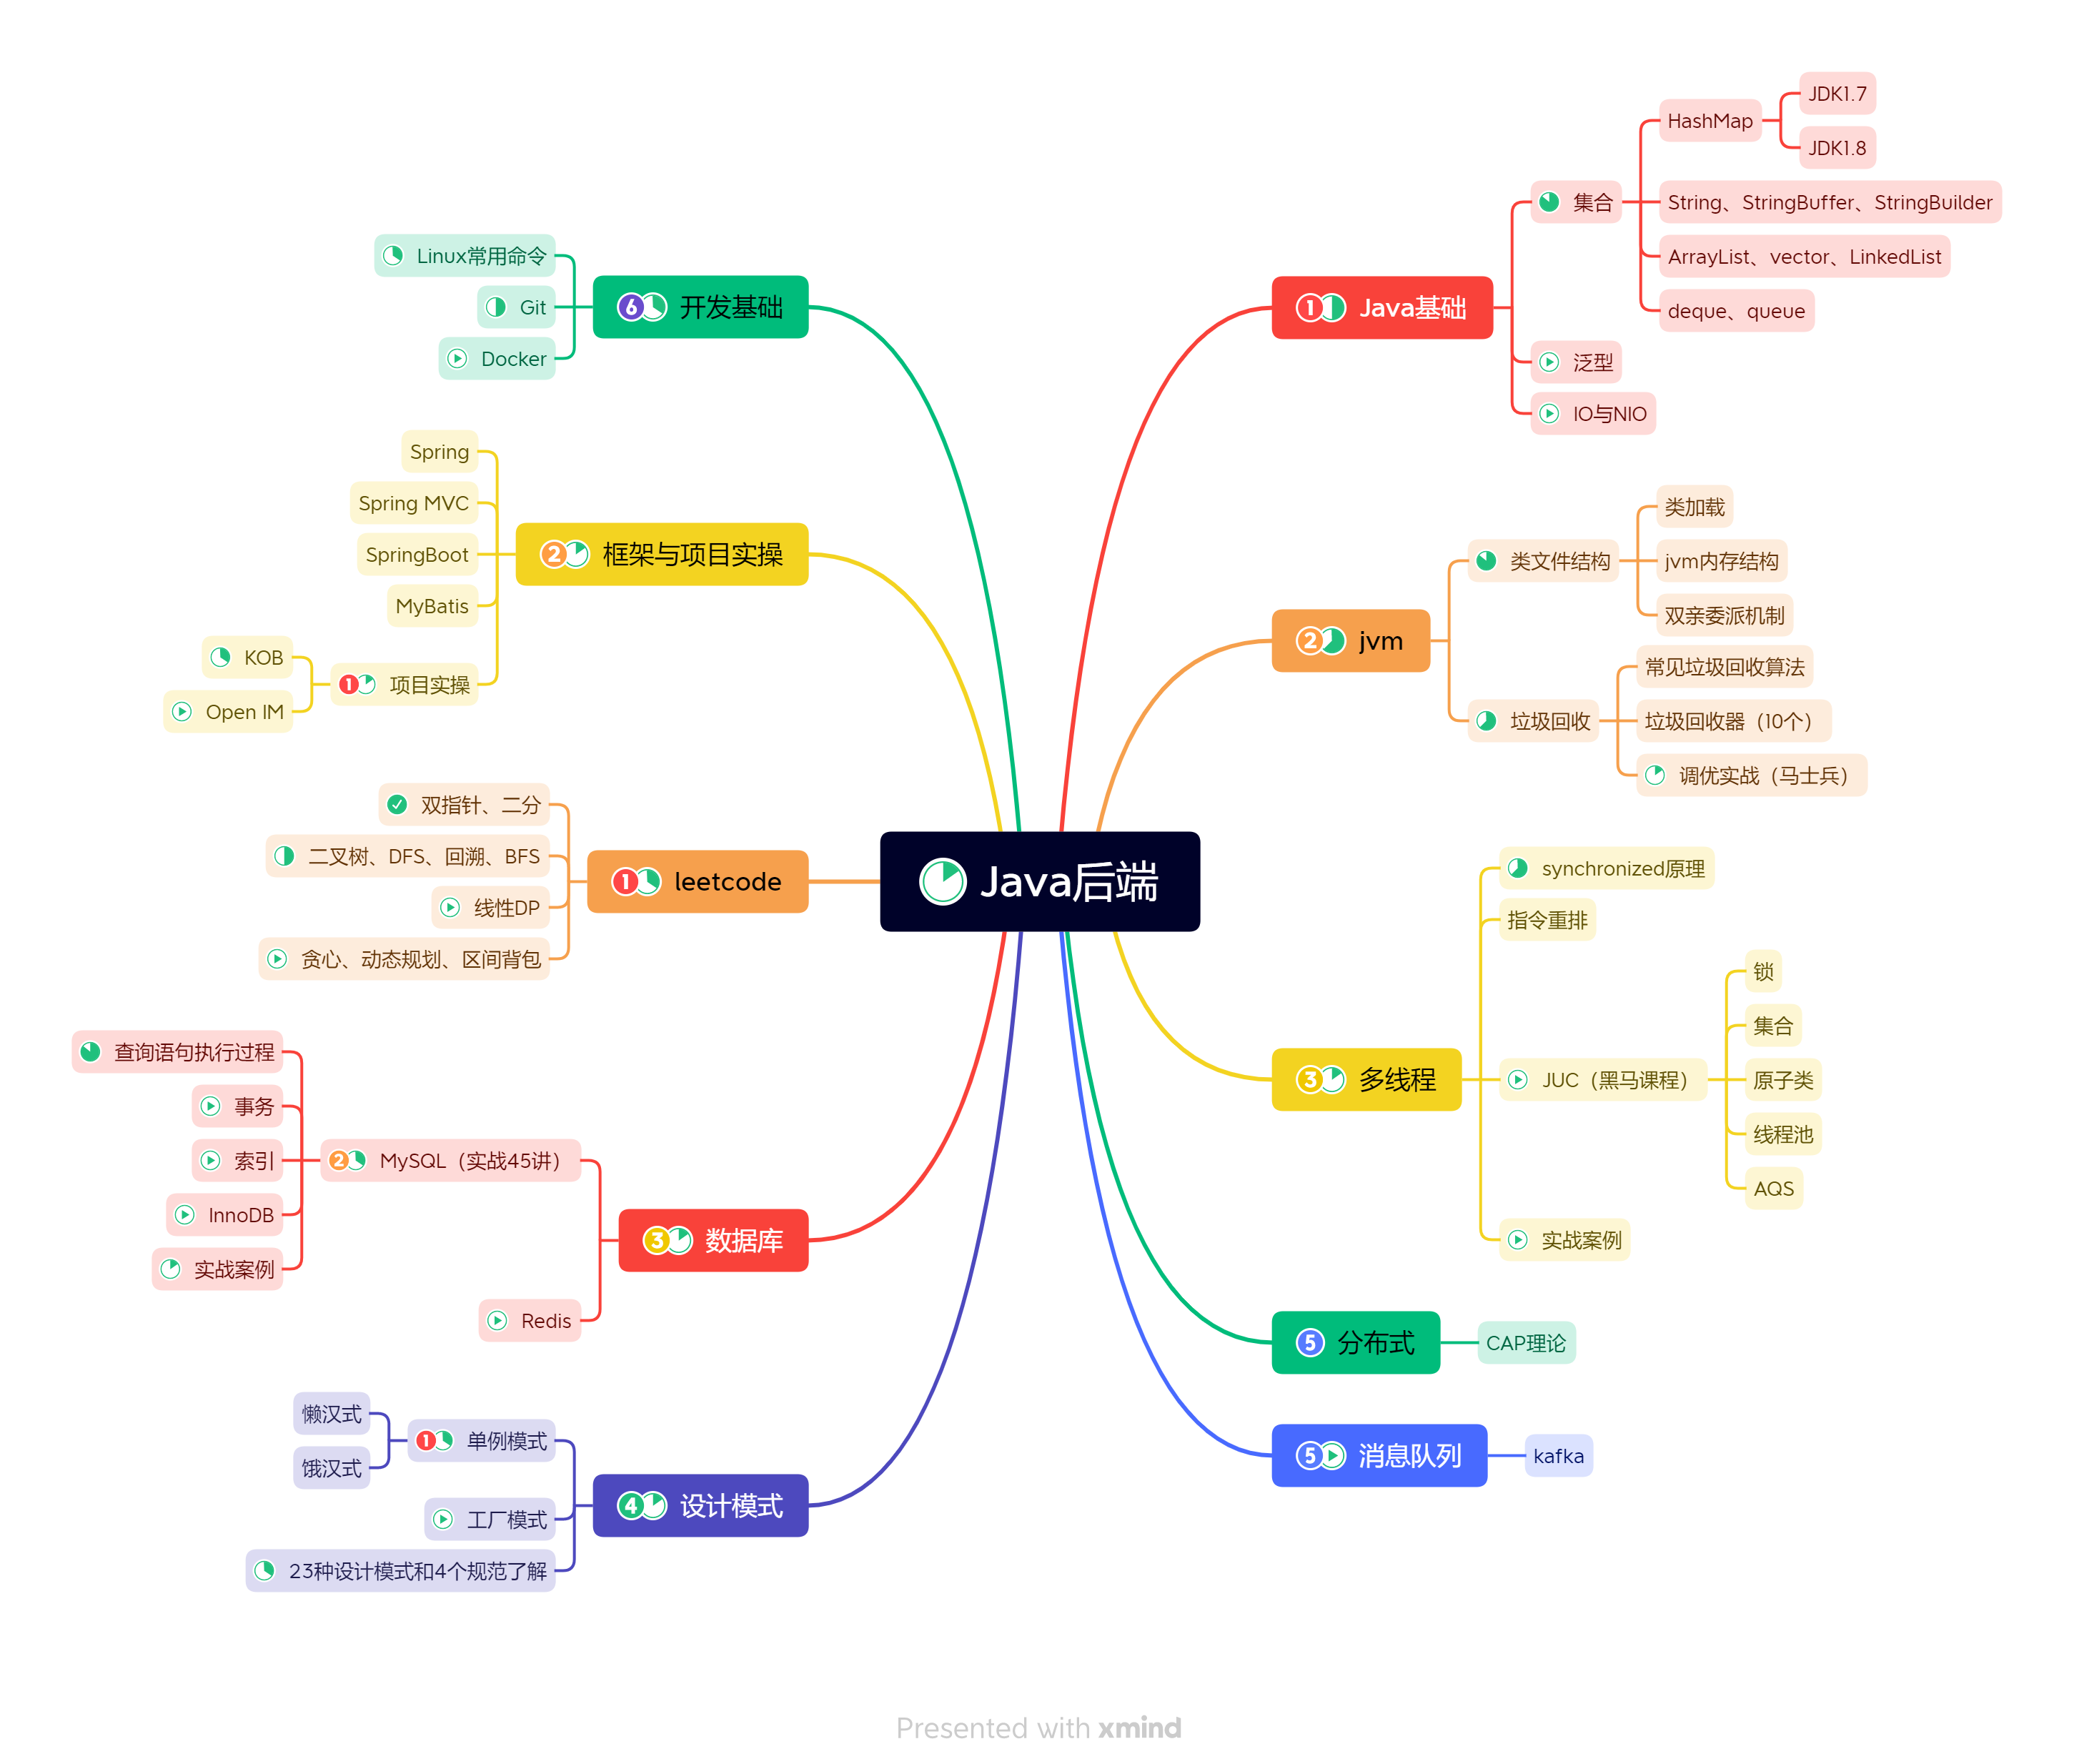 Java后端
1 Java基础
集合
HashMap
JDK1.7
JDK1.8
String、StringBuffer、StringBuilder
ArrayList、vector、LinkedList
deque、queue
泛型
IO与NIO
2 jvm
类文件结构
类加载
jvm内存结构
双亲委派机制
垃圾回收
常见垃圾回收算法
垃圾回收器（10个）
调优实战（马士兵）
3 多线程
synchronized原理
指令重排
JUC（黑马课程）
锁
集合
原子类
线程池
AQS
实战案例
5 分布式
CAP理论
5 消息队列
kafka
6 开发基础
Linux常用命令
Git
Docker
2 框架与项目实操
Spring
Spring MVC
SpringBoot
MyBatis
1 项目实操
KOB
Open IM
1 leetcode
双指针、二分
二叉树、DFS、回溯、BFS
线性DP
贪心、动态规划、区间背包
3 数据库
2 MySQL（实战45讲）
查询语句执行过程
事务
索引
InnoDB
实战案例
Redis
4 设计模式
1 单例模式
懒汉式
饿汉式
工厂模式
23种设计模式和4个规范了解
Presented with xmind